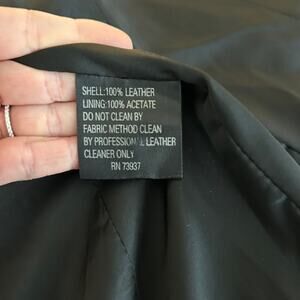 SHELL:100% LEATHER
LINING:100% ACETATE
DO NOT CLEAN BY
FABRIC METHOD CLEAN
BY PROFESSIONAL LEATHER
CLEANER ONLY
RN 73937